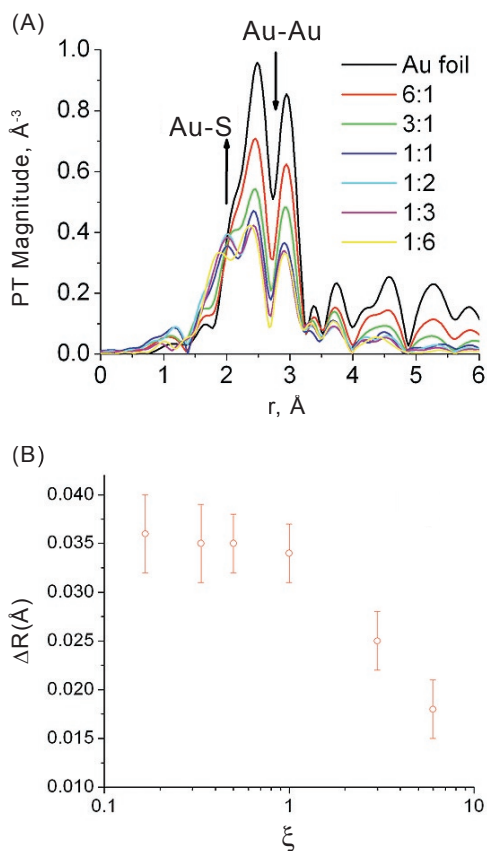 (A)
Au-Au
Au-S
Au foil
6:1
3:1
1:1
1:2
1:3
1:6
PT Magnitude, Å⁻³
1.0
0.8
0.6
0.4
0.2
0.0
0 1 2 3 4 5 6
r, Å
(B)
ΔR(Å)
0.040
0.035
0.030
0.025
0.020
0.015
0.010
0.1 1 10
ξ